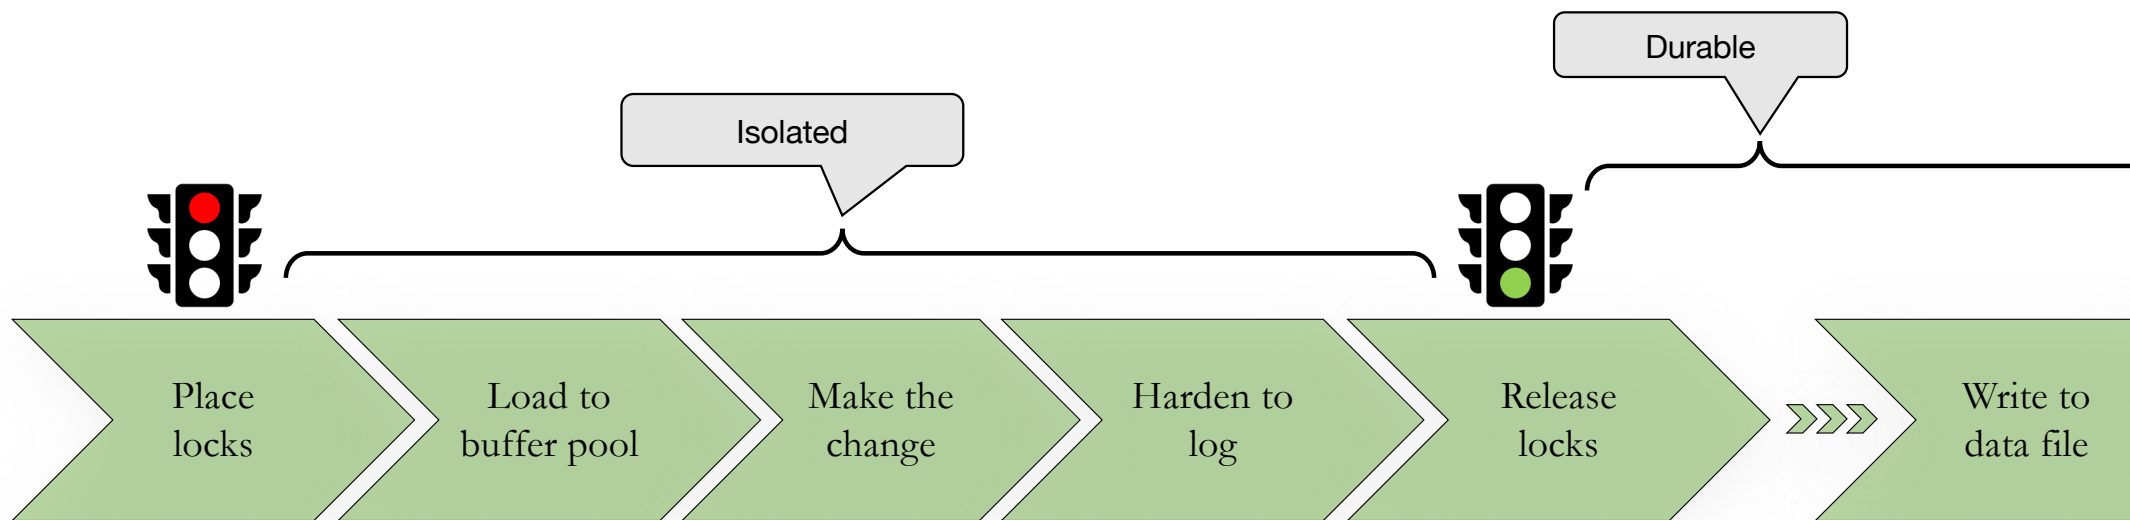 Durable
Isolated
Place
locks
Load to
buffer pool
Make the
change
Harden to
log
Release
locks
Write to
data file